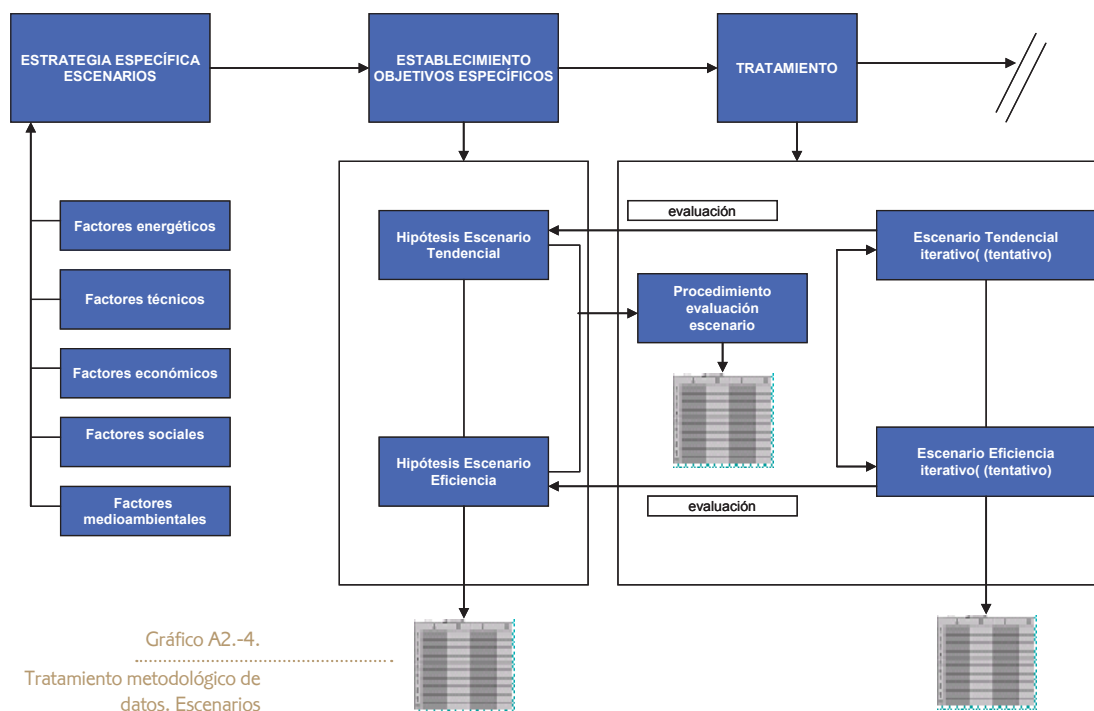 ESTRATEGIA ESPECÍFICA
ESCENARIOS
ESTABLECIMIENTO
OBJETIVOS ESPECÍFICOS
TRATAMIENTO
Factores energéticos
Factores técnicos
Factores económicos
Factores sociales
Factores
medioambientales
Hipótesis Escenario
Tendencial
Hipótesis Escenario
Eficiencia
evaluación
Procedimiento
evaluación
escenario
evaluación
Escenario Tendencial
iterativo( (tentativo)
Escenario Eficiencia
iterativo( (tentativo)
Gráfico A2.-4.
Tratamiento metodológico de
datos. Escenarios